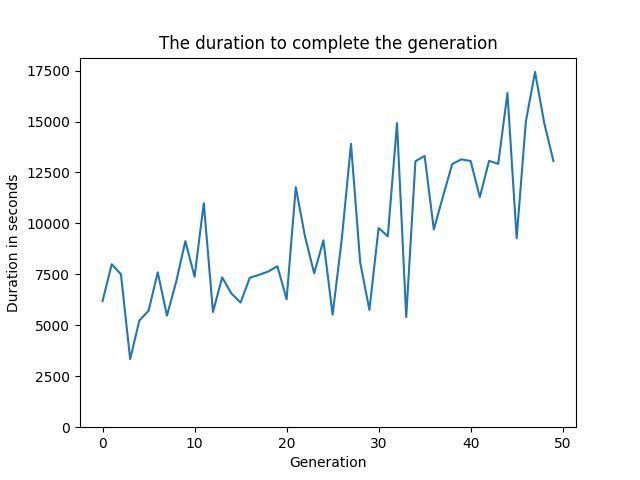 The duration to complete the generation
17500
15000
12500
10000
7500
5000
2500
0
Duration in seconds
0 10 20 30 40 50
Generation